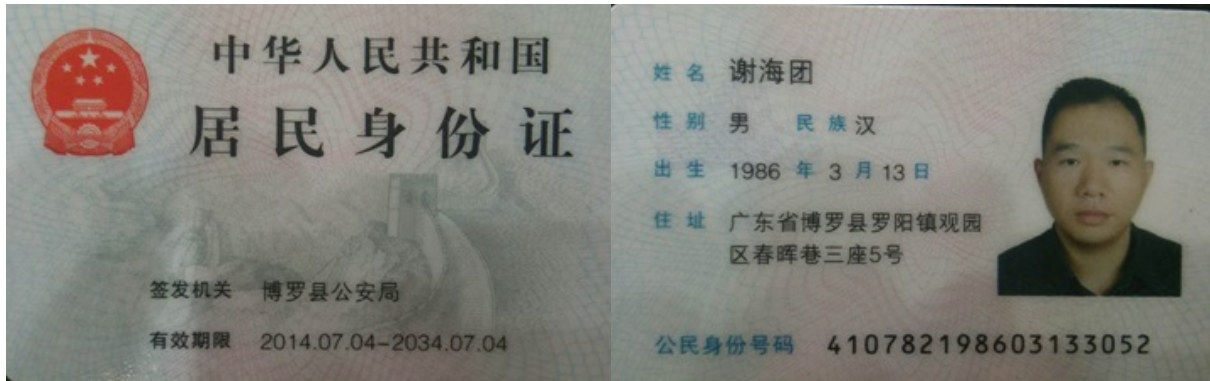 中华人民共和国
居民身份证
签发机关 博罗县公安局
有效期限 2014.07.04-2034.07.04
姓名 谢海团
性别 男 民族 汉
出生 1986 年 3 月 13 日
住址 广东省博罗县罗阳镇观园
区春晖巷三座5号
公民身份号码 410782198603133052